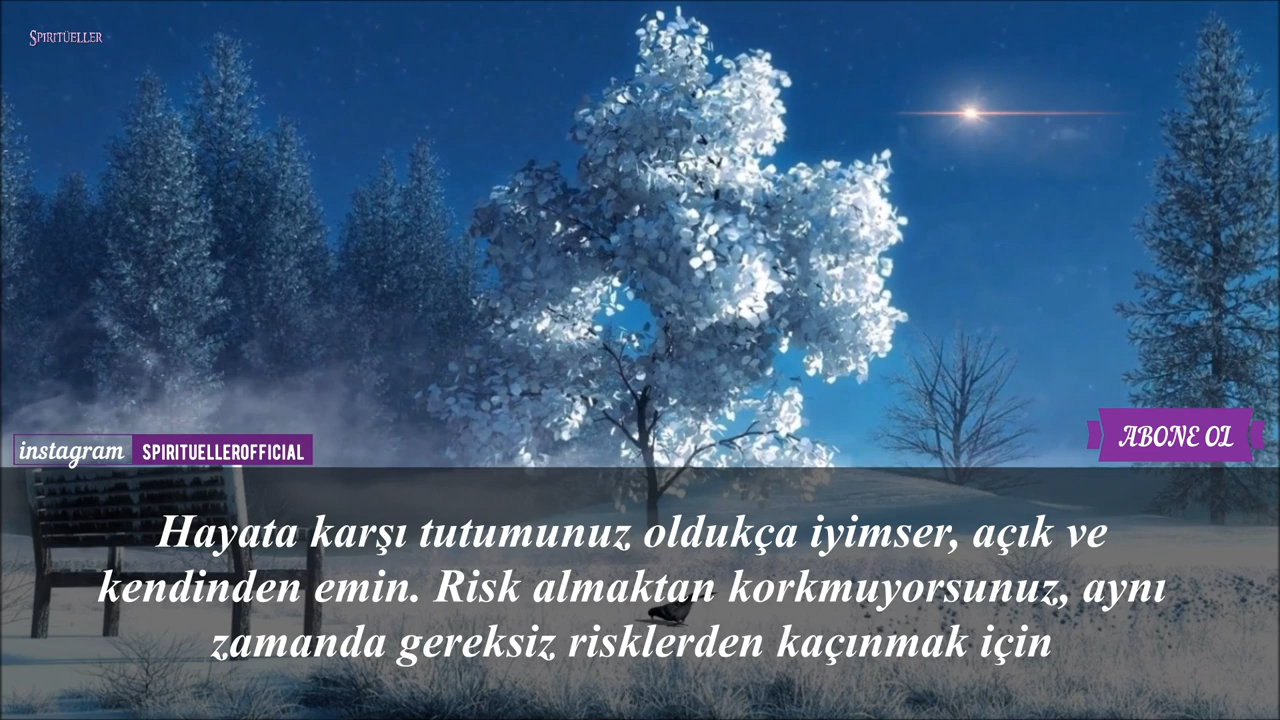 SPIRITÜELLER
instagram SPIRITUELLEROFFICIAL
ABONE OL
Hayata karşı tutumunuz oldukça iyimser, açık ve
kendinden emin. Risk almaktan korkmuyorsunuz, aynı
zamanda gereksiz risklerden kaçınmak için